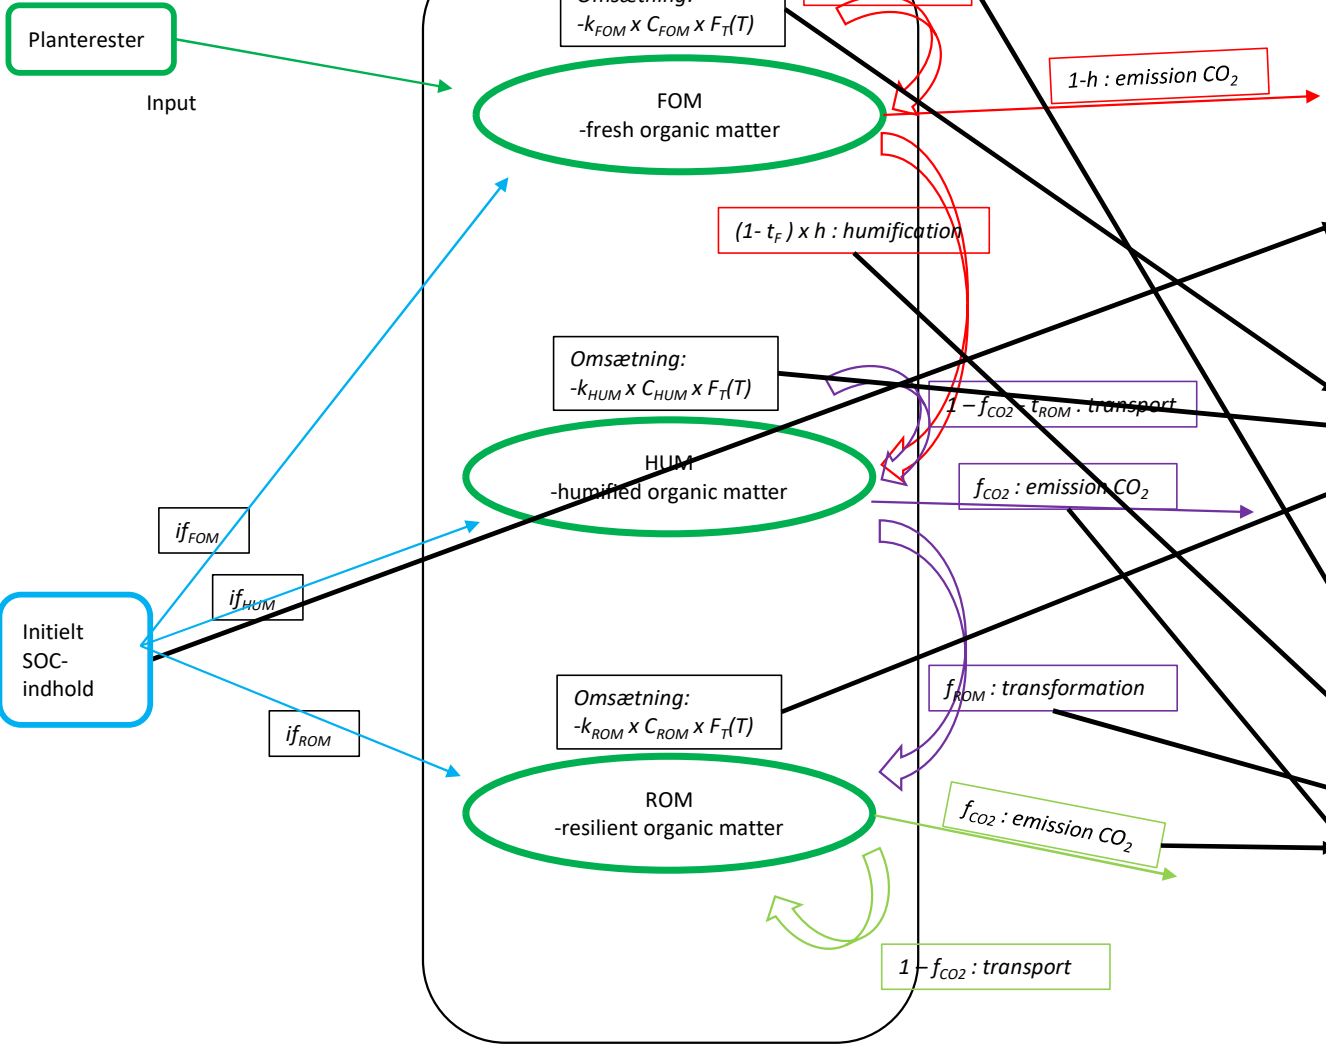 Omsætning:
-kFOM x CFOM x FT(T)
Planterester
Input
FOM
-fresh organic matter
1-h : emission CO2
(1- tF ) x h : humification
Omsætning:
-kHUM x CHUM x FT(T)
1 – fCO2 - tROM : transport
HUM
-humified organic matter
fCO2 : emission CO2
ifFOM
ifHUM
Initielt
SOC-
indhold
ifROM
Omsætning:
-kROM x CROM x FT(T)
fROM : transformation
ROM
-resilient organic matter
fCO2 : emission CO2
1 – fCO2 : transport